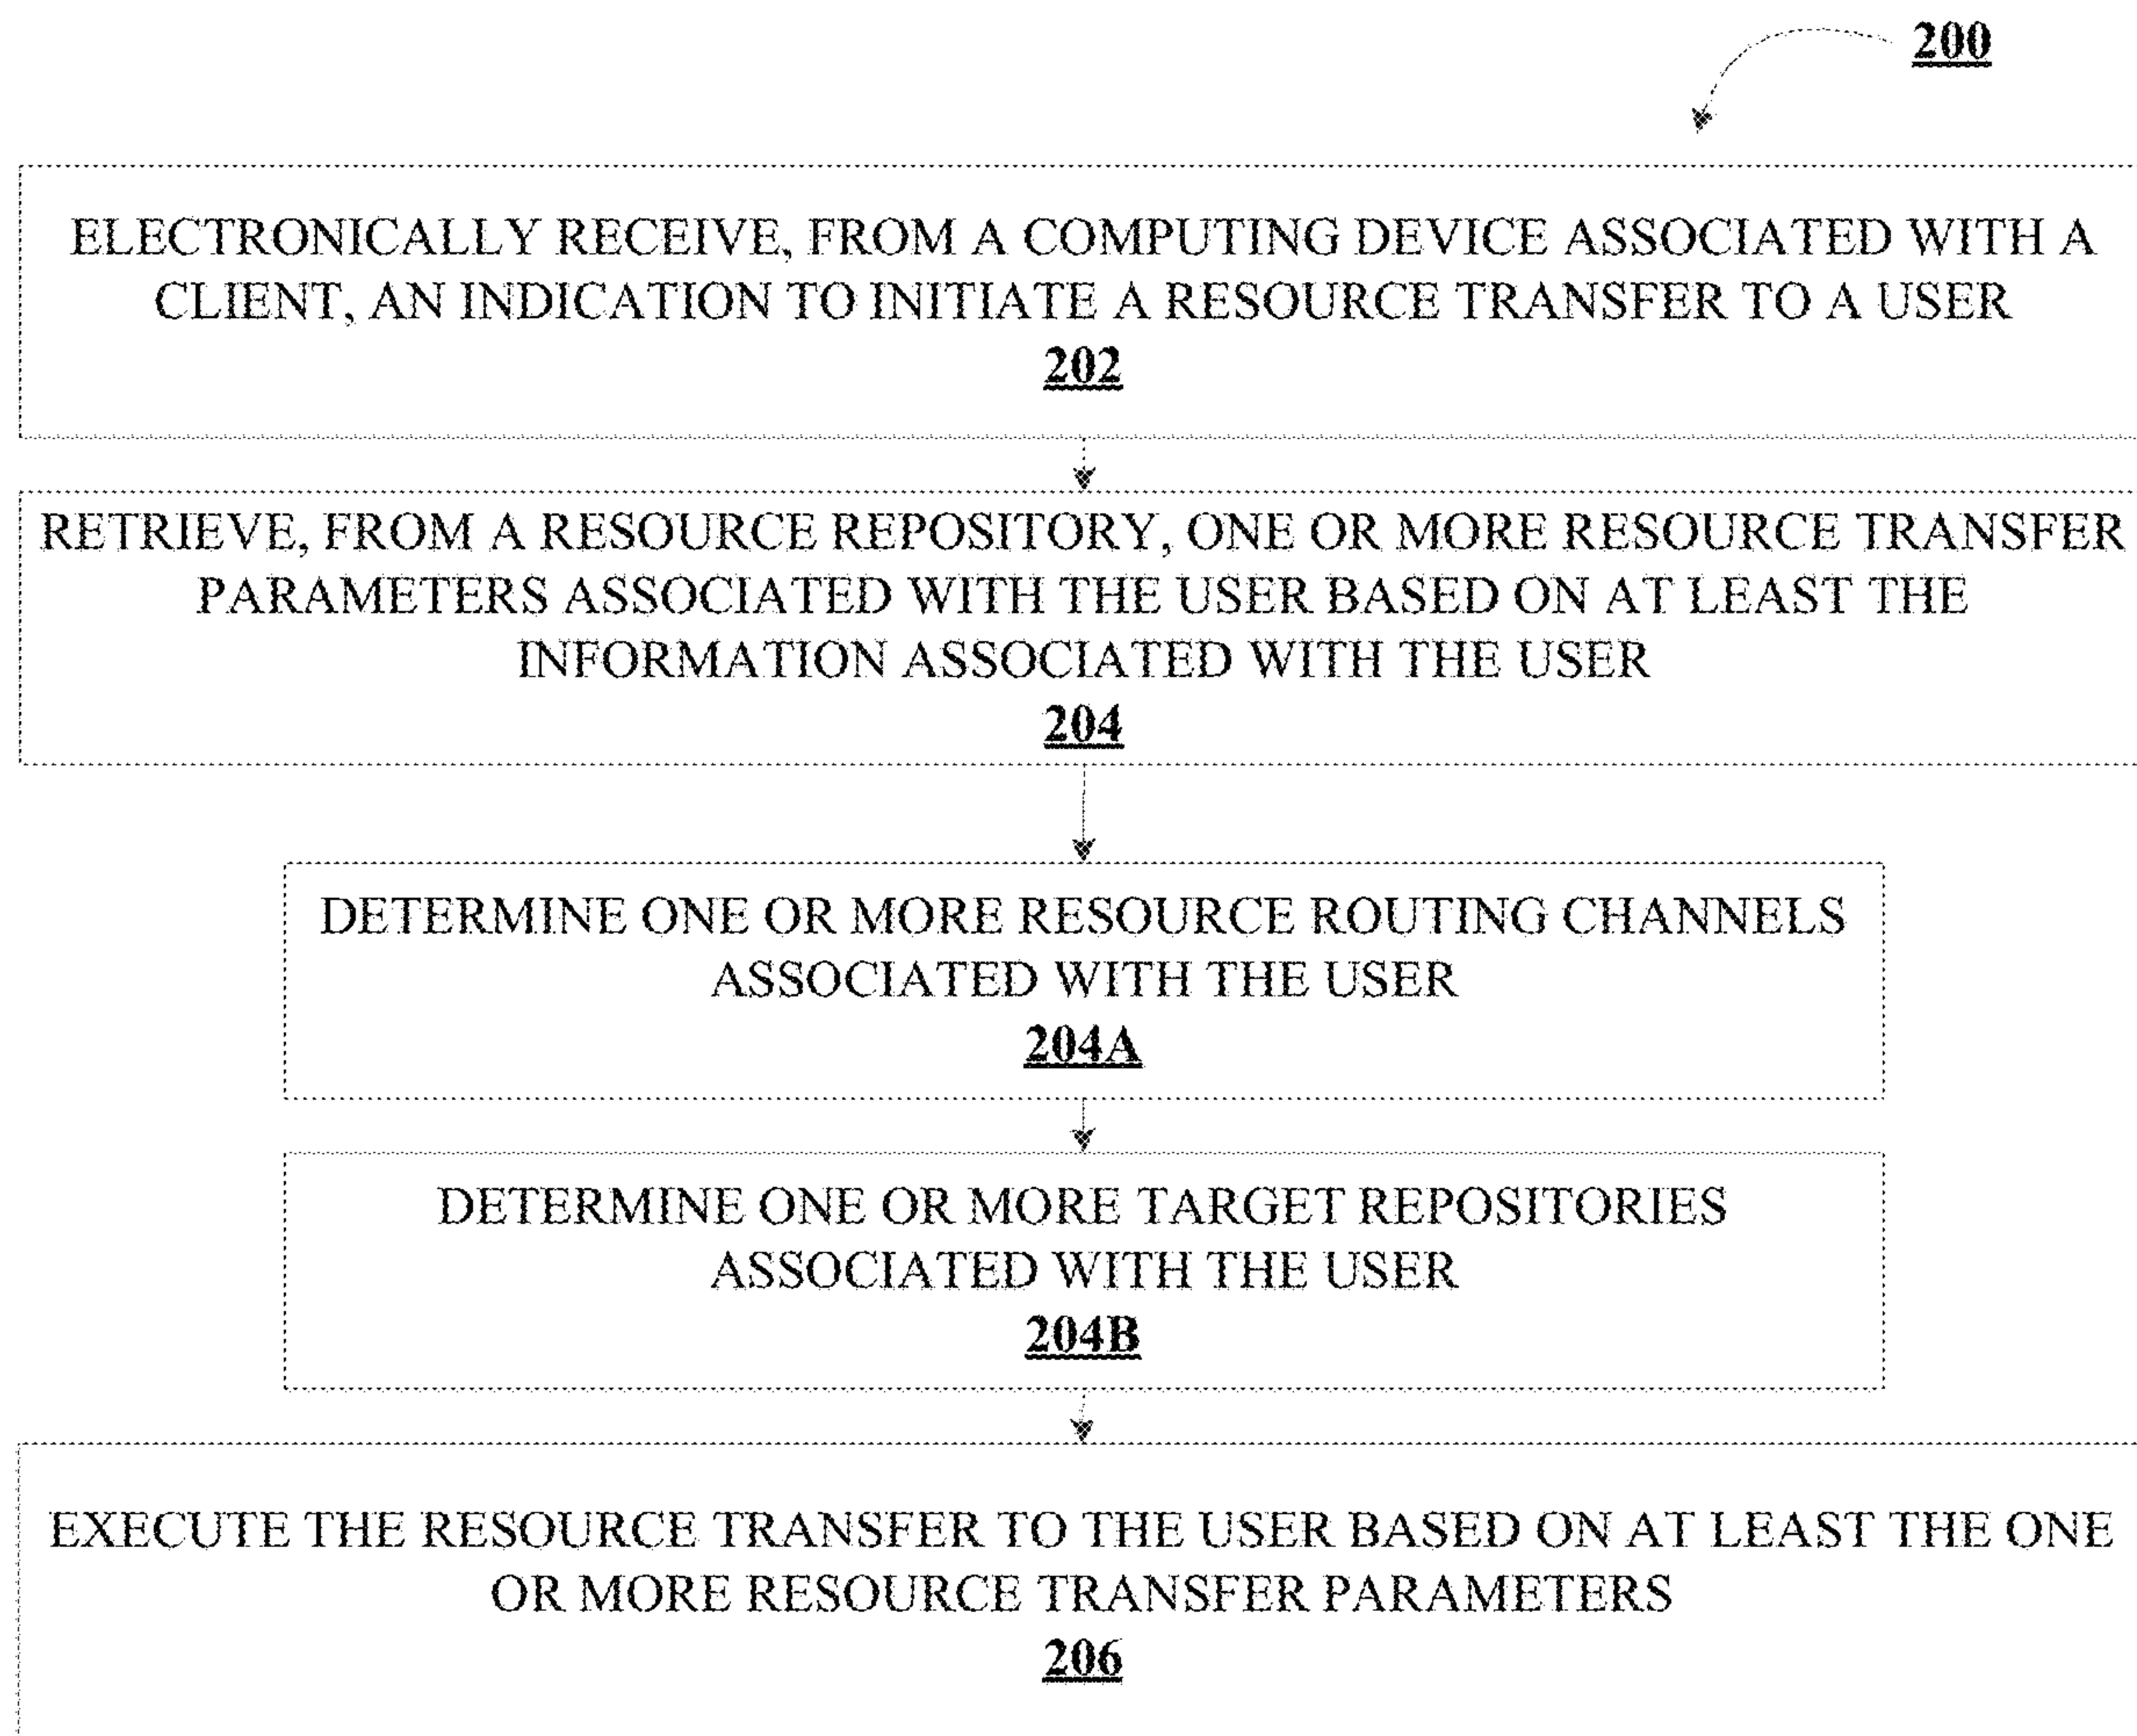 200
ELECTRONICALLY RECEIVE, FROM A COMPUTING DEVICE ASSOCIATED WITH A
CLIENT, AN INDICATION TO INITIATE A RESOURCE TRANSFER TO A USER
202
RETRIEVE, FROM A RESOURCE REPOSITORY, ONE OR MORE RESOURCE TRANSFER
PARAMETERS ASSOCIATED WITH THE USER BASED ON AT LEAST THE
INFORMATION ASSOCIATED WITH THE USER
204
DETERMINE ONE OR MORE RESOURCE ROUTING CHANNELS
ASSOCIATED WITH THE USER
204A
DETERMINE ONE OR MORE TARGET REPOSITORIES
ASSOCIATED WITH THE USER
204B
EXECUTE THE RESOURCE TRANSFER TO THE USER BASED ON AT LEAST THE ONE
OR MORE RESOURCE TRANSFER PARAMETERS
206